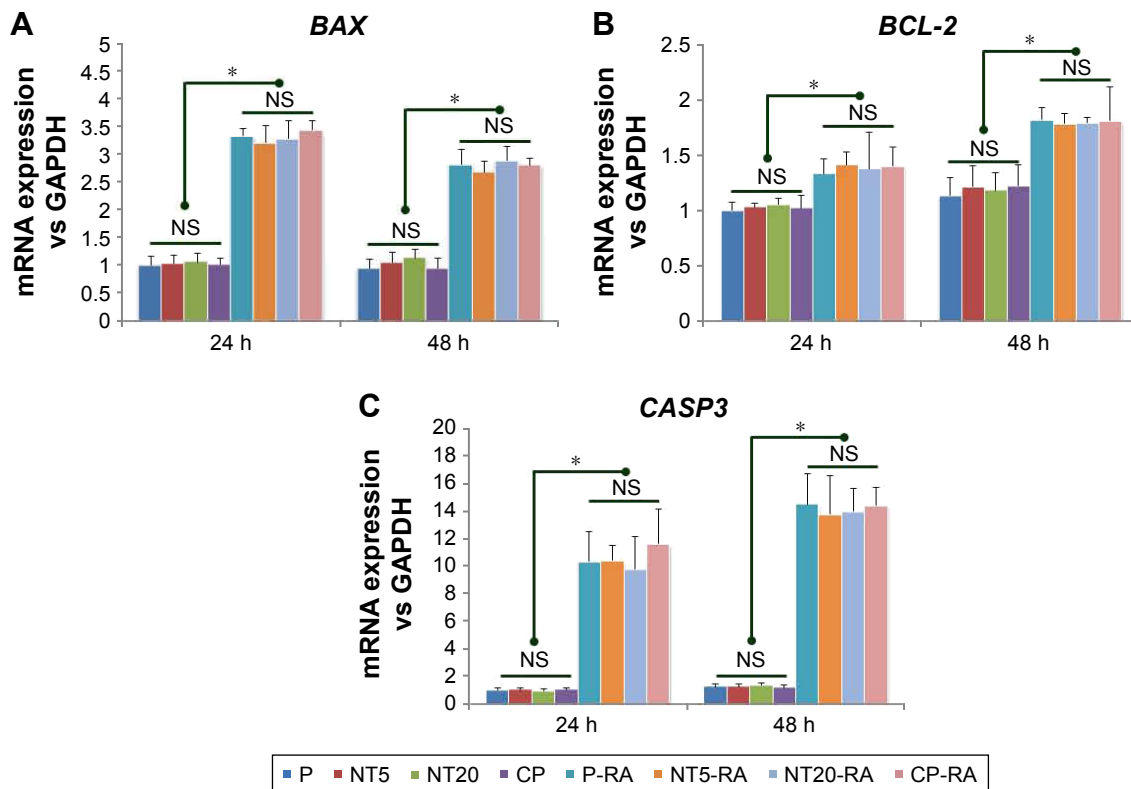 A
BAX
mRNA expression
vs GAPDH
5
4.5
4
3.5
3
2.5
2
1.5
1
0.5
0
*
NS
NS
*
NS
NS
24 h
48 h
B
BCL-2
mRNA expression
vs GAPDH
2.5
2
1.5
1
0.5
0
*
NS
NS
*
NS
NS
24 h
48 h
C
CASP3
mRNA expression
vs GAPDH
20
18
16
14
12
10
8
6
4
2
0
*
NS
NS
*
NS
NS
24 h
48 h
P NT5 NT20 CP P-RA NT5-RA NT20-RA CP-RA